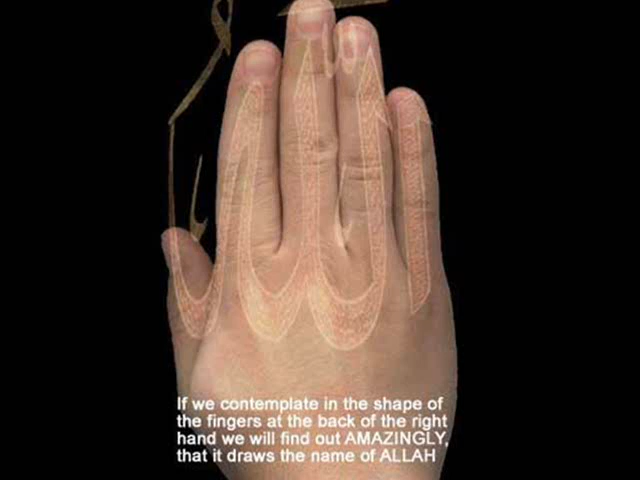 الله
If we contemplate in the shape of
the fingers at the back of the right
hand we will find out AMAZINGLY,
that it draws the name of ALLAH